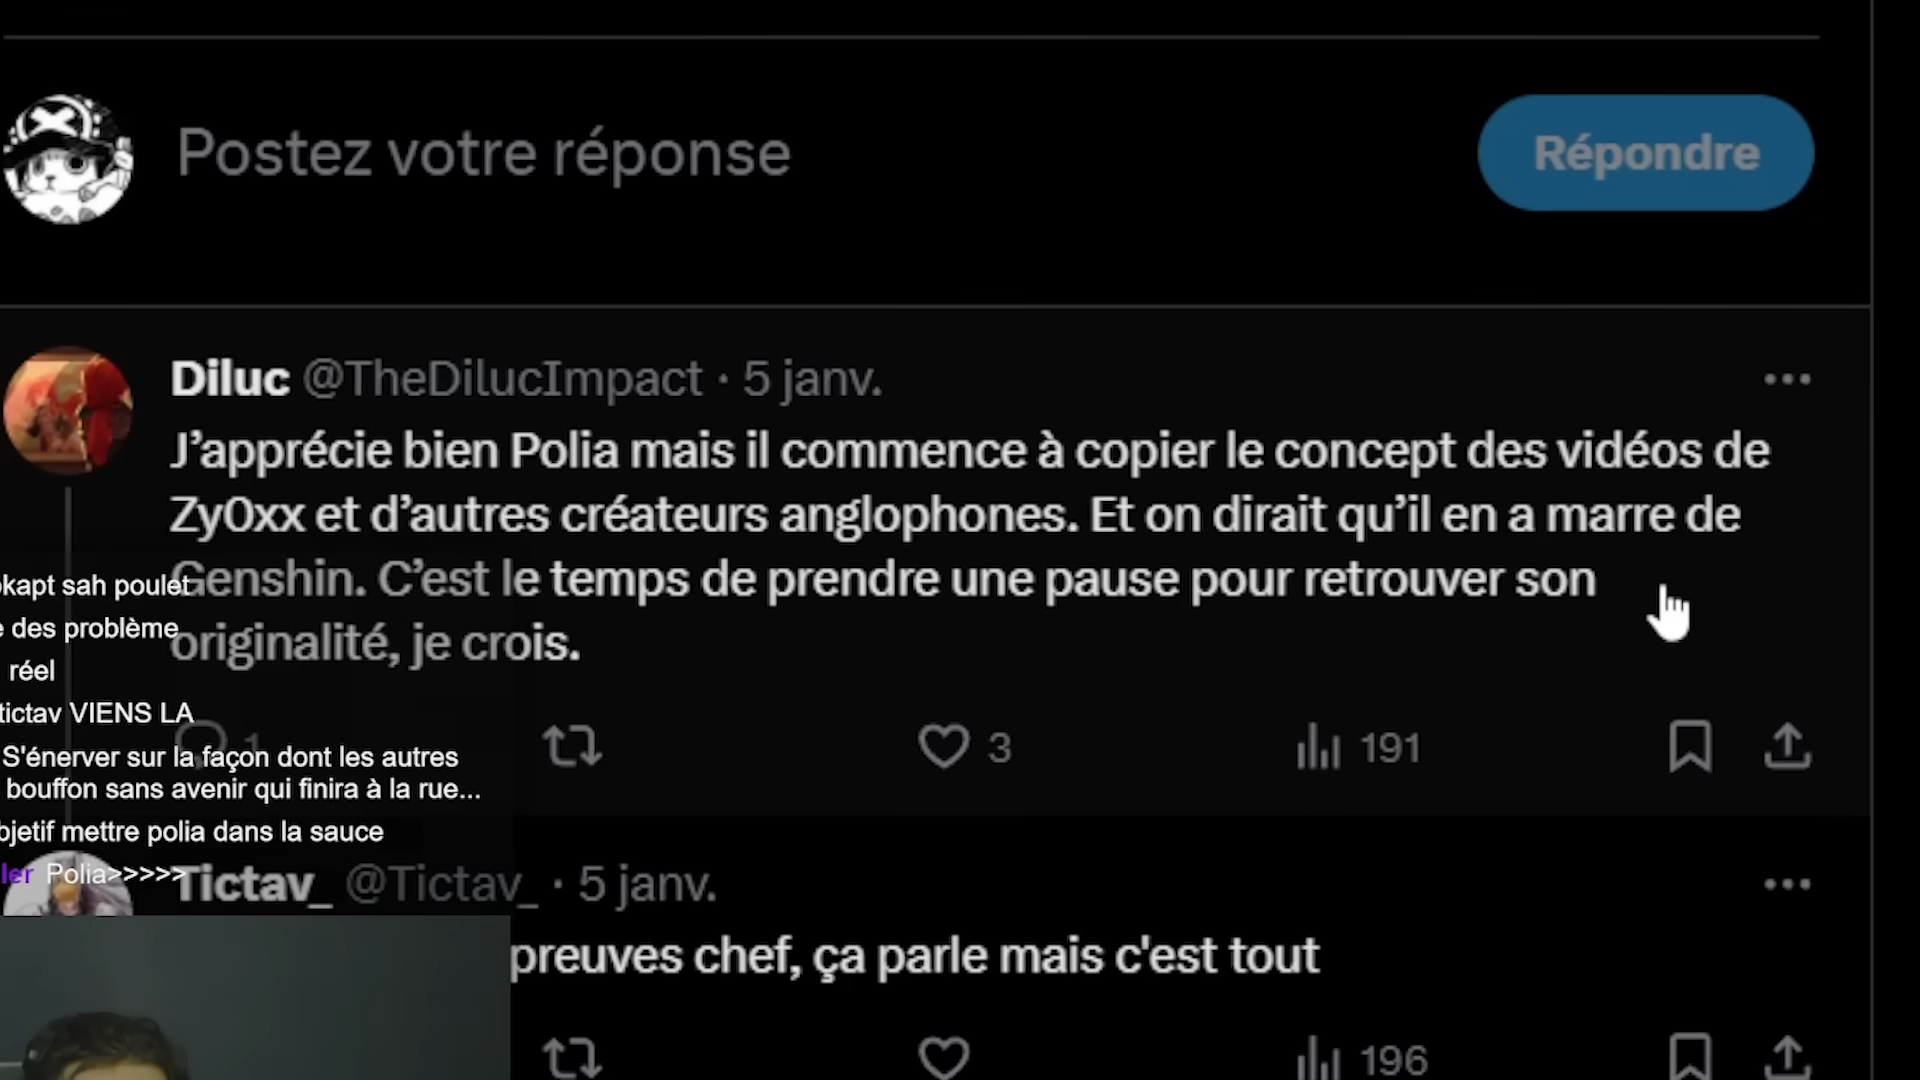 Postez votre réponse
Répondre
Diluc @TheDilucImpact · 5 janv.
J'apprécie bien Polia mais il commence à copier le concept des vidéos de
Zy0xx et d'autres créateurs anglophones. Et on dirait qu'il en a marre de
Genshin. C'est le temps de prendre une pause pour retrouver son
originalité, je crois.
sah poulet
des problème
réel
tictav VIENS LA
1
3
191
S'énerver sur la façon dont les autres
bouffon sans avenir qui finira à la rue...
mettre polia dans la sauce
Polia>>>>>
Tictav_ @Tictav_ · 5 janv.
preuves chef, ça parle mais c'est tout
196